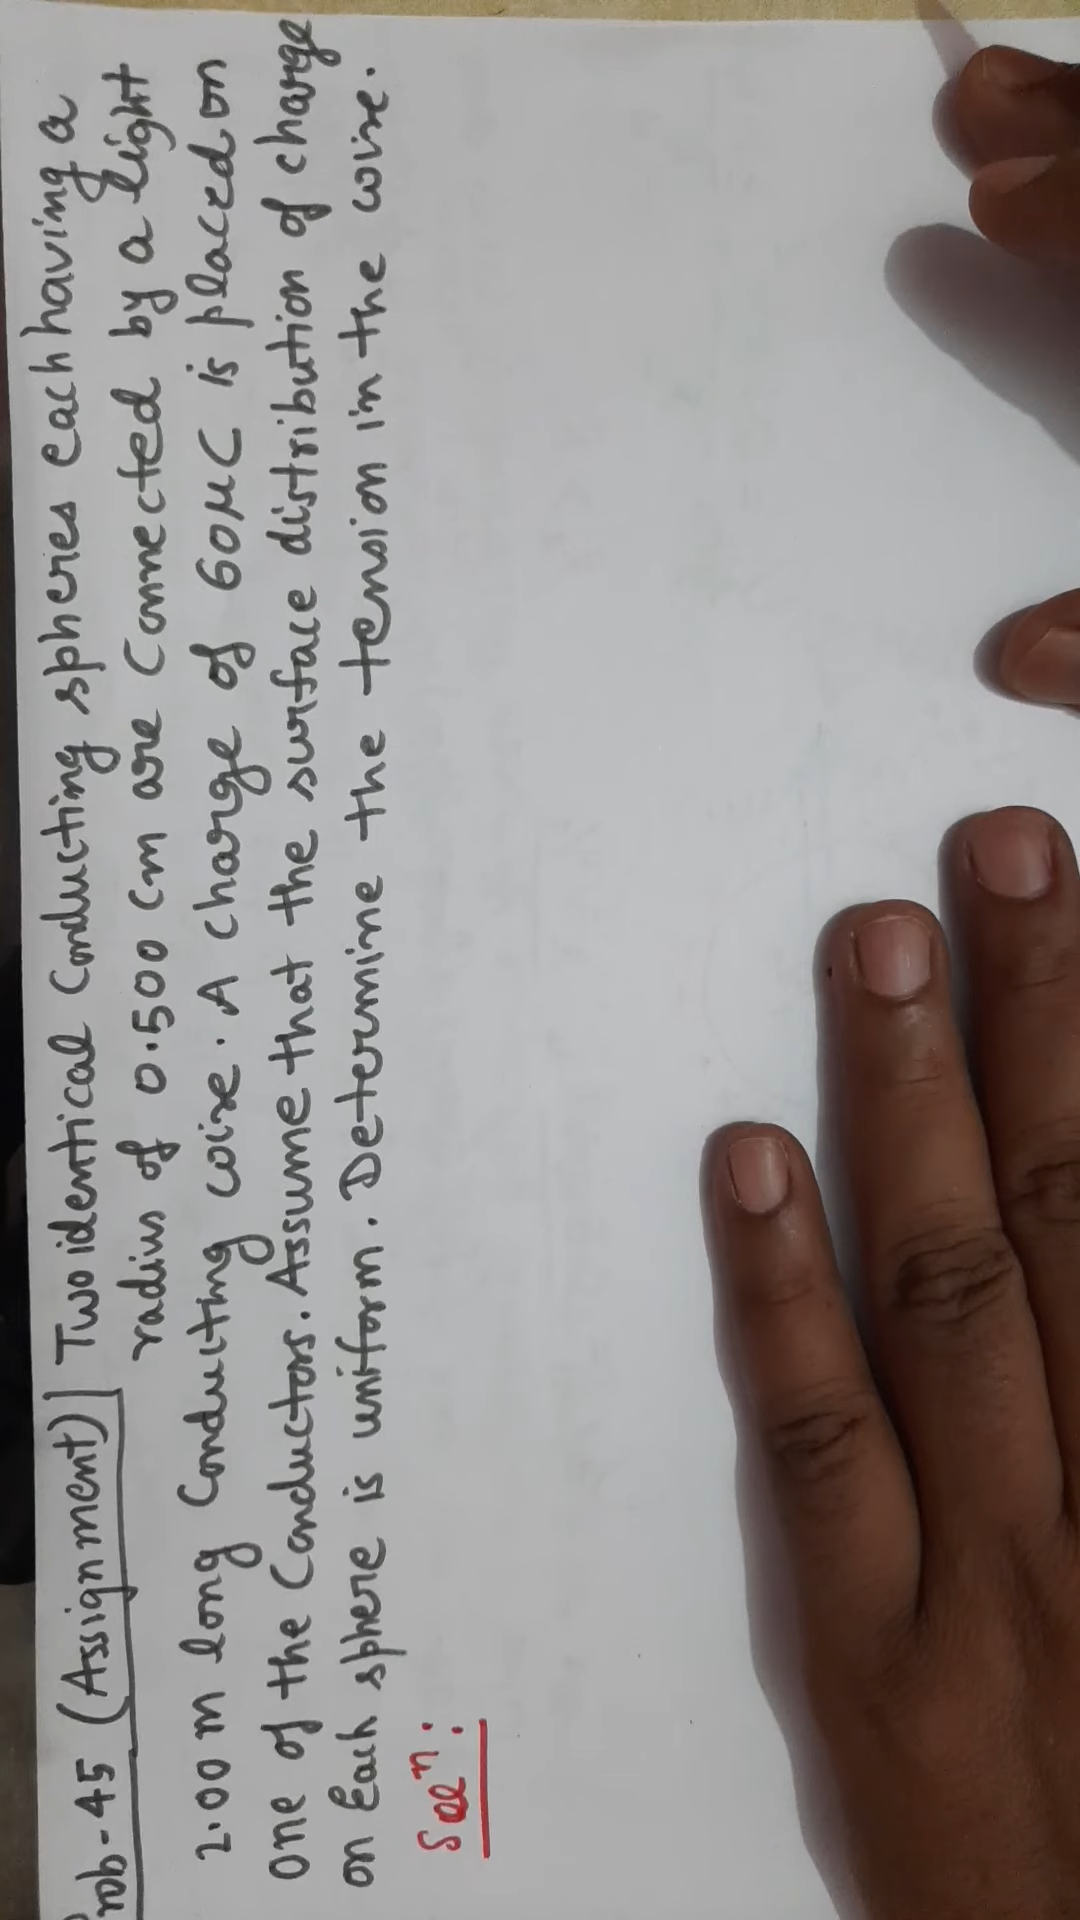 rob-45 (Assignment) Two identical Conducting spheres each having a
radius of 0.500 cm are Connected by a light
2.00 m long Conducting wire. A charge of 60μC is placed on
one of the Conductors. Assume that the surface distribution of charge
on Each sphere is uniform. Determine the tension in the wire.
Solⁿ: